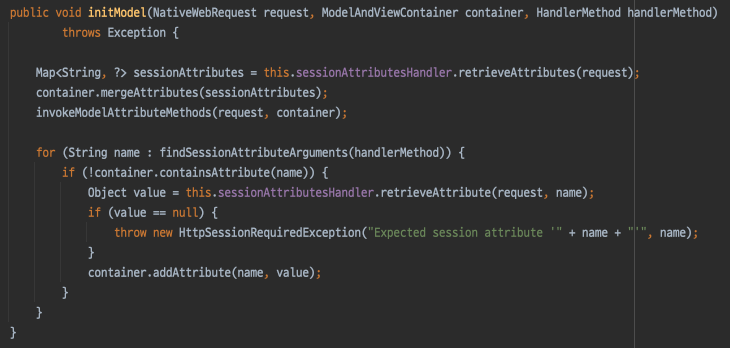 public void initModel(NativeWebRequest request, ModelAndViewContainer container, HandlerMethod handlerMethod)
        throws Exception {

    Map<String, ?> sessionAttributes = this.sessionAttributesHandler.retrieveAttributes(request);
    container.mergeAttributes(sessionAttributes);
    invokeModelAttributeMethods(request, container);

    for (String name : findSessionAttributeArguments(handlerMethod)) {
        if (!container.containsAttribute(name)) {
            Object value = this.sessionAttributesHandler.retrieveAttribute(request, name);
            if (value == null) {
                throw new HttpSessionRequiredException("Expected session attribute '" + name + "'", name);
            }
            container.addAttribute(name, value);
        }
    }
}